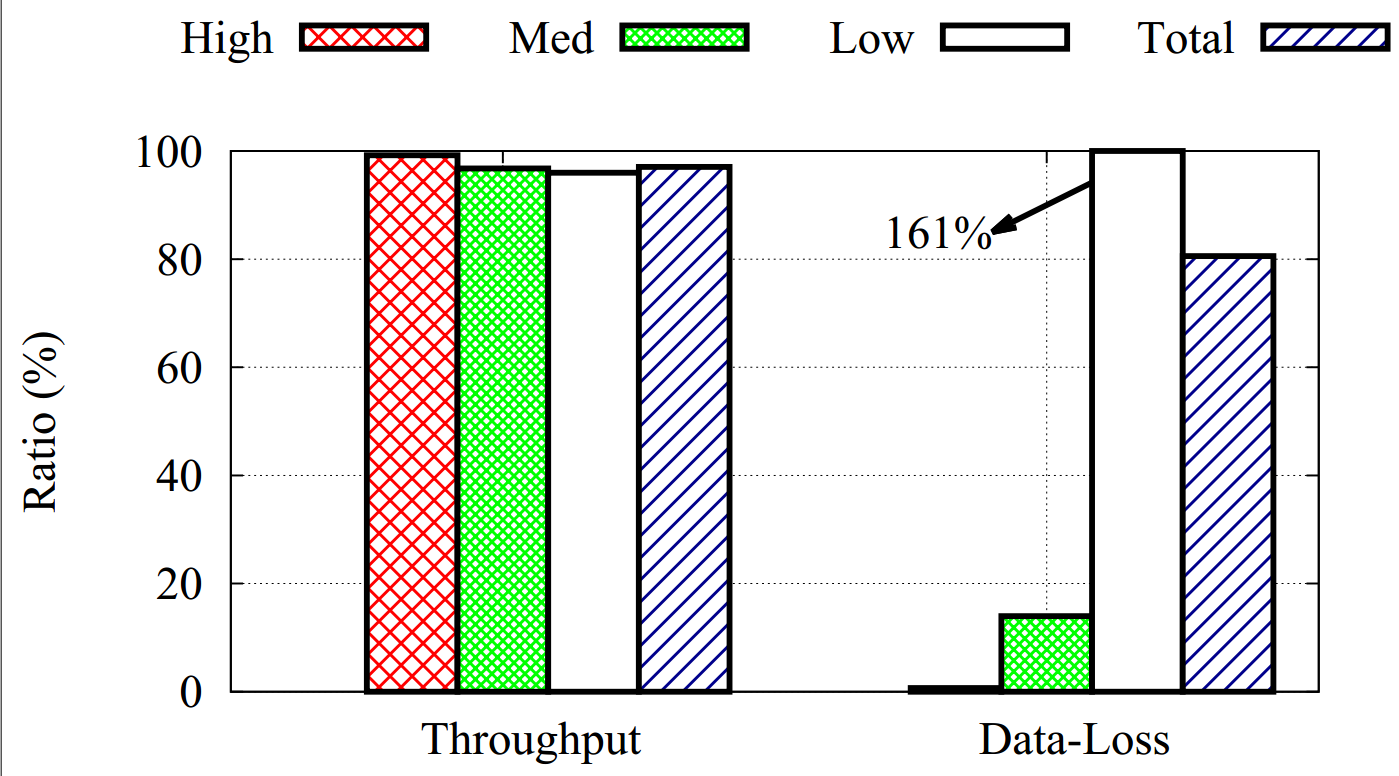 High Med Low Total
100
80
60
40
20
0
Ratio (%)
161%
Throughput Data-Loss